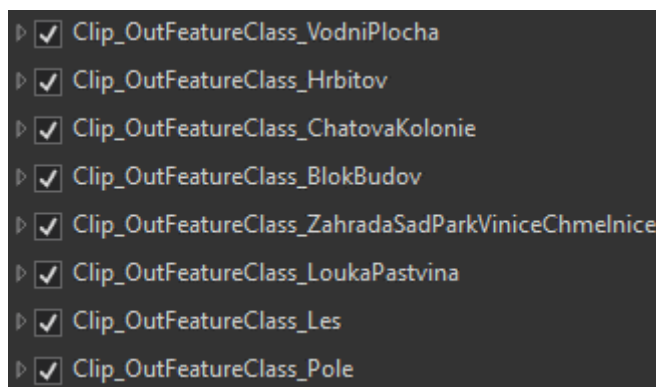 Clip_OutFeatureClass_VodniPlocha
Clip_OutFeatureClass_Hrbitov
Clip_OutFeatureClass_ChatovaKolonie
Clip_OutFeatureClass_BlokBudov
Clip_OutFeatureClass_ZahradaSadParkViniceChmelnice
Clip_OutFeatureClass_LoukaPastvina
Clip_OutFeatureClass_Les
Clip_OutFeatureClass_Pole